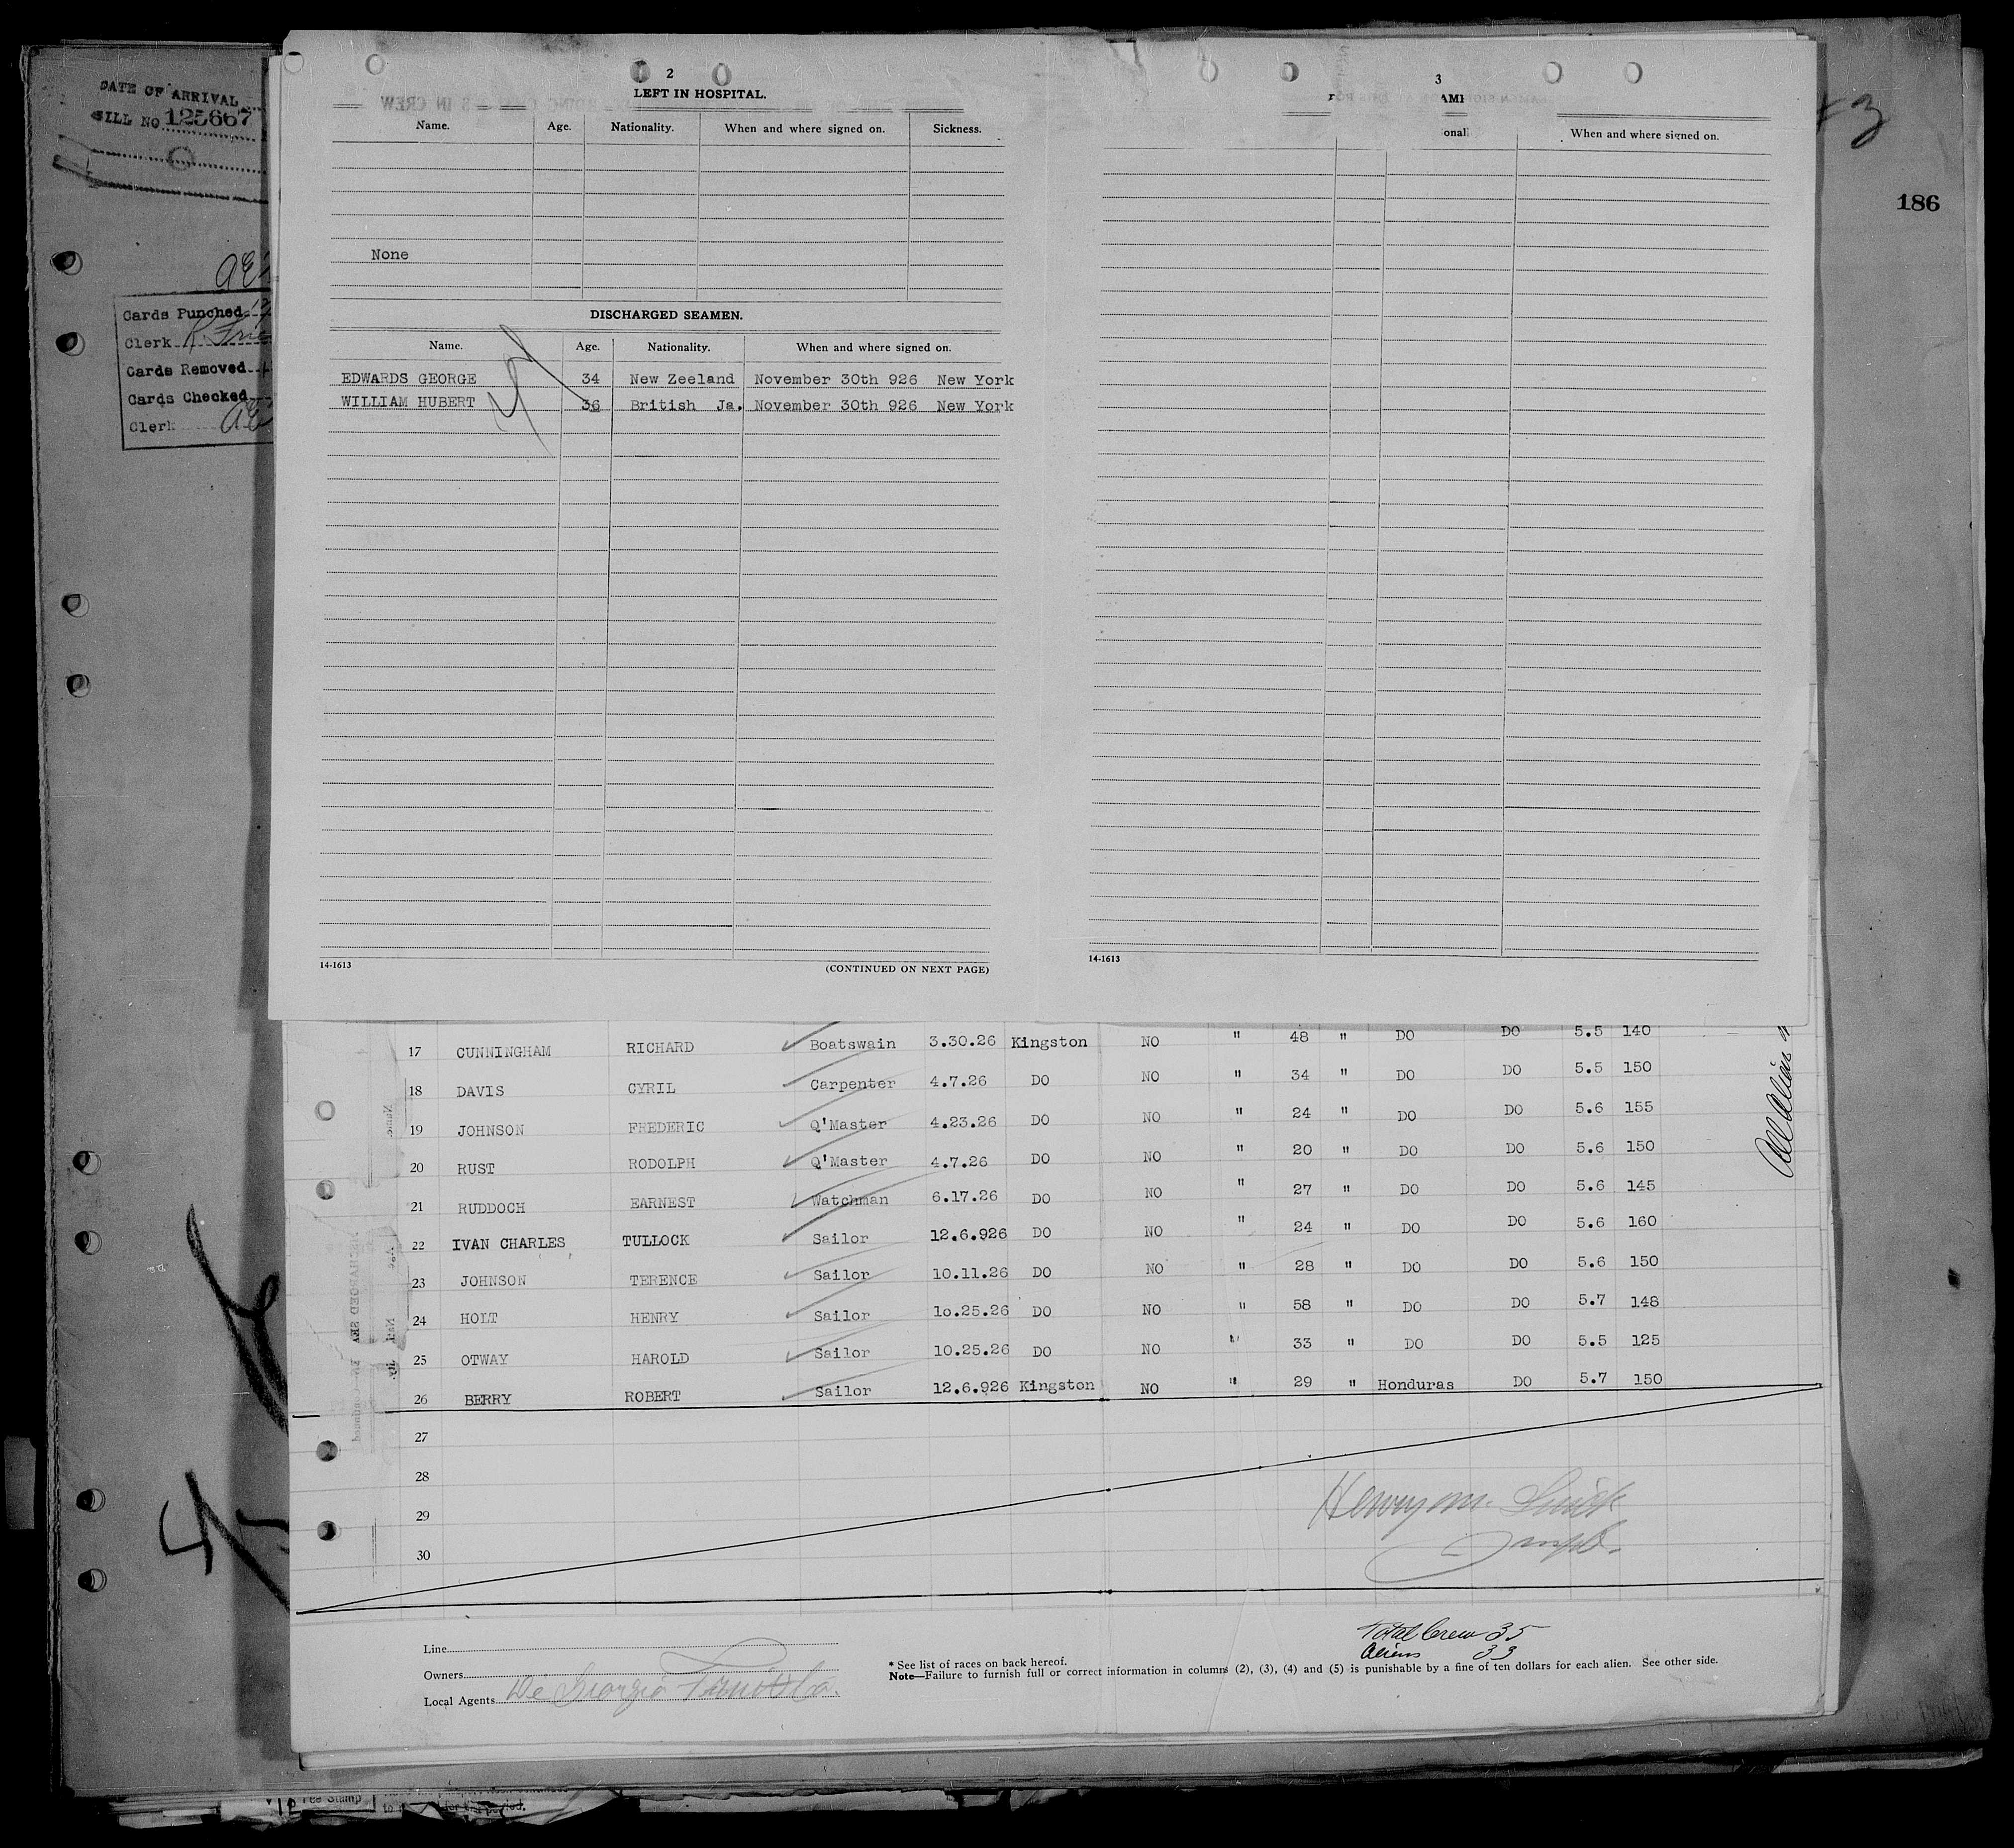 DATE OF ARRIVAL
BILL NO 125667
Cards Punched
Clerk
Cards Removed
Cards Checked
Clerk
186
2
LEFT IN HOSPITAL.
Name. Age. Nationality. When and where signed on. Sickness.
None
DISCHARGED SEAMEN.
Name. Age. Nationality. When and where signed on.
EDWARDS GEORGE 34 New Zeeland November 30th 926 New York
WILLIAM HUBERT 36 British Ja. November 30th 926 New York
14-1613 (CONTINUED ON NEXT PAGE)
3
When and where signed on.
14-1613
17 CUNNINGHAM RICHARD Boatswain 3.30.26 Kingston NO " 48 " DO DO 5.5 140
18 DAVIS CYRIL Carpenter 4.7.26 DO NO " 34 " DO DO 5.5 150
19 JOHNSON FREDERIC Q'Master 4.23.26 DO NO " 24 " DO DO 5.6 155
20 RUST RODOLPH Q'Master 4.7.26 DO NO " 20 " DO DO 5.6 150
21 RUDDOCH EARNEST Watchman 6.17.26 DO NO " 27 " DO DO 5.6 145
22 IVAN CHARLES TULLOCK Sailor 12.6.926 DO NO " 24 " DO DO 5.6 160
23 JOHNSON TERENCE Sailor 10.11.26 DO NO " 28 " DO DO 5.6 150
24 HOLT HENRY Sailor 10.25.26 DO NO " 58 " DO DO 5.7 148
25 OTWAY HAROLD Sailor 10.25.26 DO NO " 33 " DO DO 5.5 125
26 BERRY ROBERT Sailor 12.6.926 Kingston NO " 29 " Honduras DO 5.7 150
27
28
29
30
Henry M.
Total Crew 35
Aliens 33
Line
Owners
Local Agents De Giorgio Fruit Co.
* See list of races on back hereof.
Note—Failure to furnish full or correct information in columns (2), (3), (4) and (5) is punishable by a fine of ten dollars for each alien. See other side.